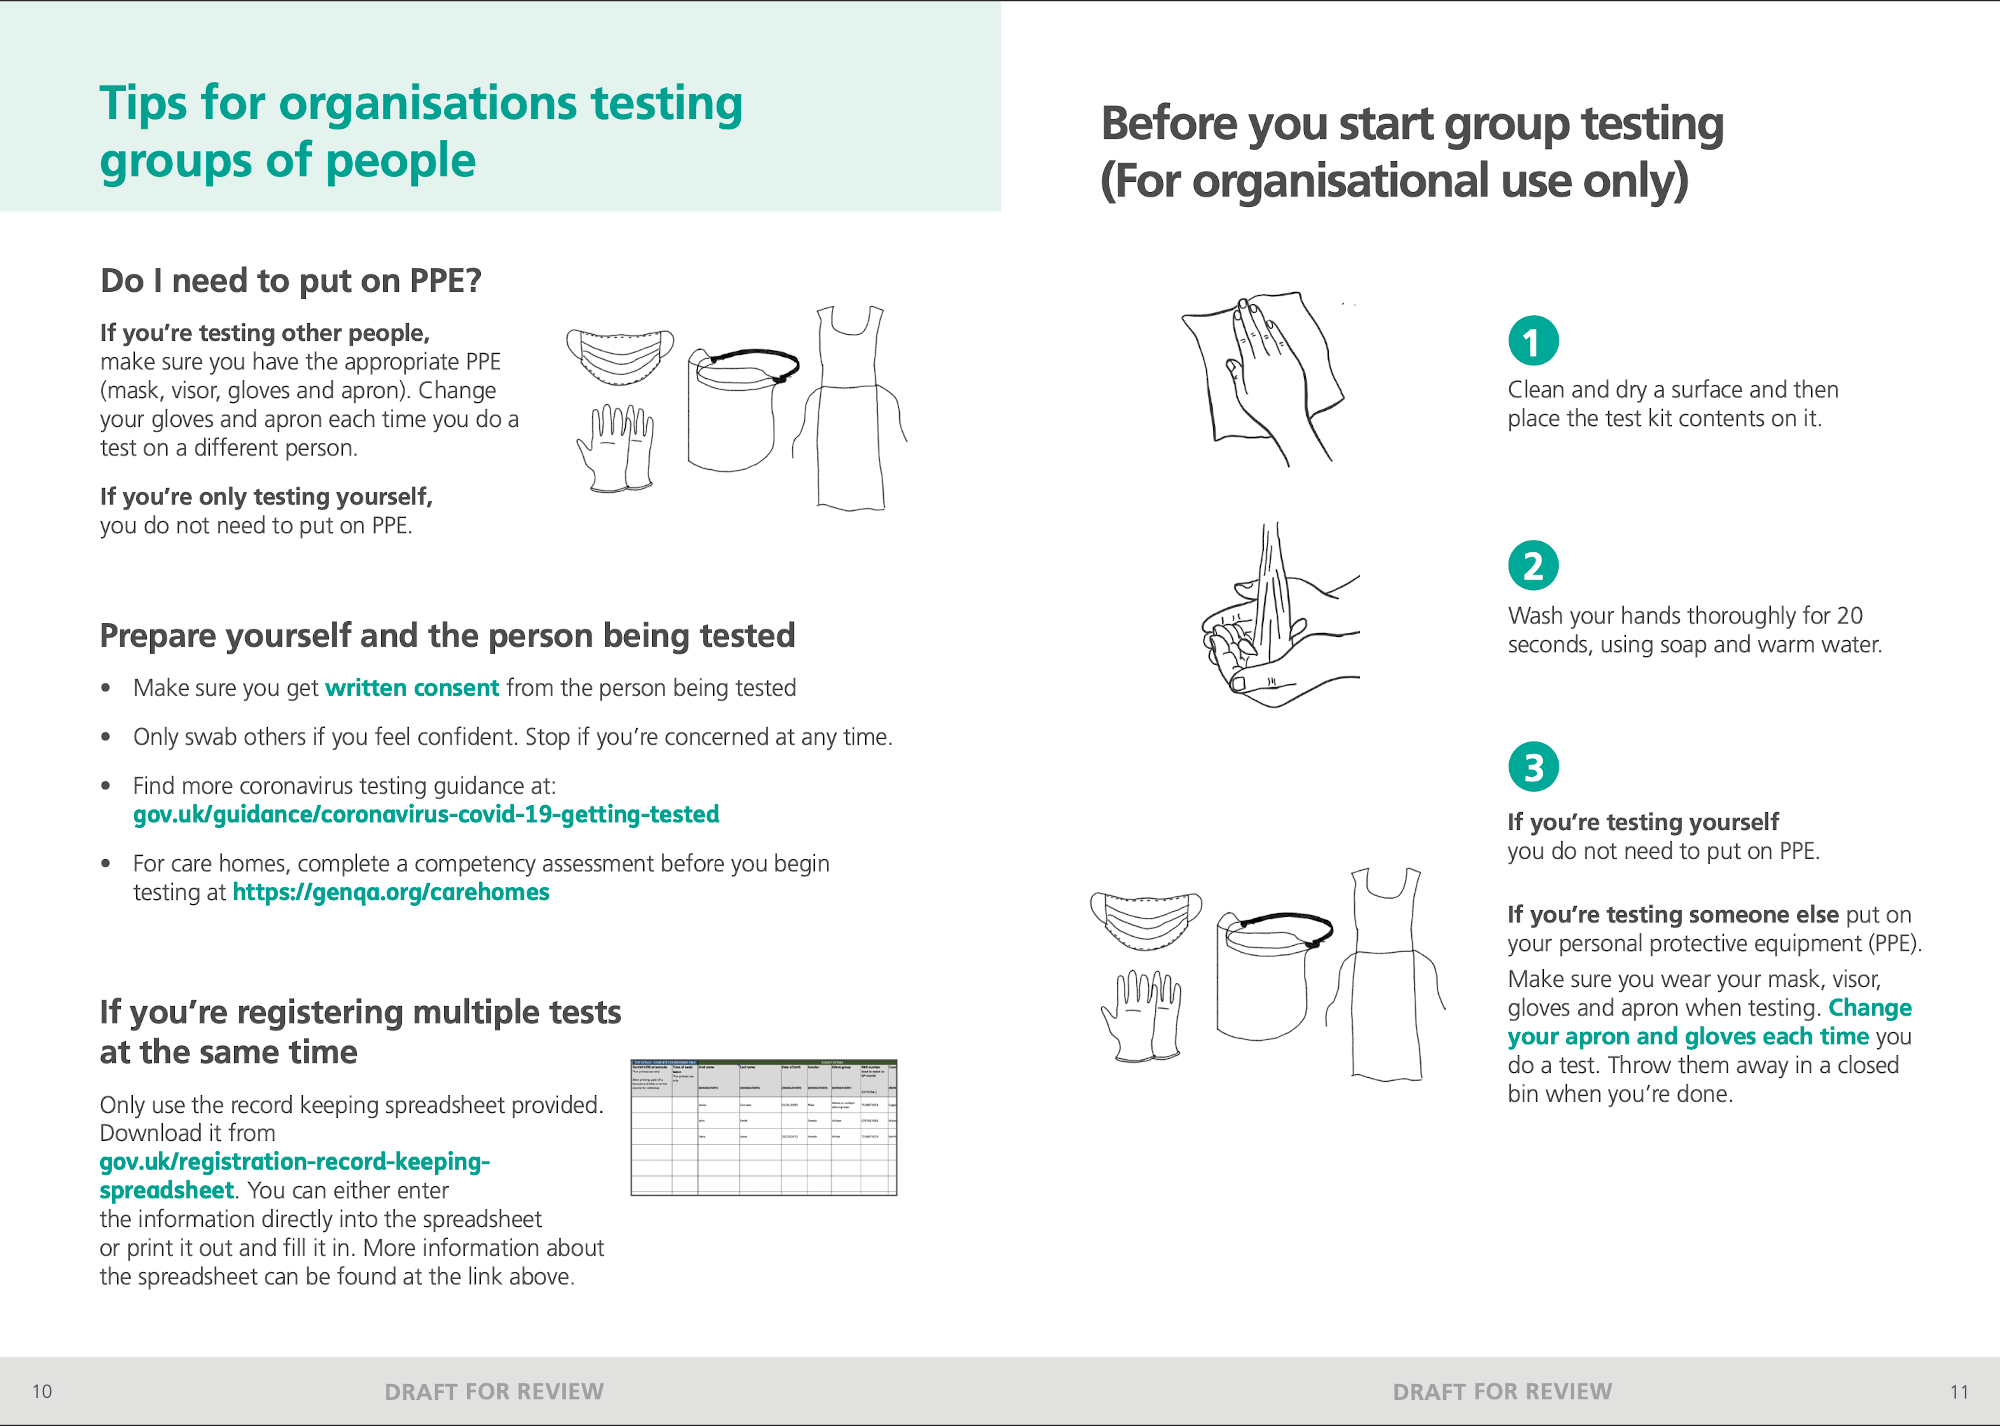 Tips for organisations testing
groups of people
Do I need to put on PPE?
If you’re testing other people,
make sure you have the appropriate PPE
(mask, visor, gloves and apron). Change
your gloves and apron each time you do a
test on a different person.
If you’re only testing yourself,
you do not need to put on PPE.
Prepare yourself and the person being tested
• Make sure you get written consent from the person being tested
• Only swab others if you feel confident. Stop if you’re concerned at any time.
• Find more coronavirus testing guidance at:
gov.uk/guidance/coronavirus-covid-19-getting-tested
• For care homes, complete a competency assessment before you begin
testing at https://genqa.org/carehomes
If you’re registering multiple tests
at the same time
Only use the record keeping spreadsheet provided.
Download it from
gov.uk/registration-record-keeping-
spreadsheet. You can either enter
the information directly into the spreadsheet
or print it out and fill it in. More information about
the spreadsheet can be found at the link above.
First name
Last name
Date of birth
Gender
Ethnic group
10
DRAFT FOR REVIEW
Before you start group testing
(For organisational use only)
1
Clean and dry a surface and then
place the test kit contents on it.
2
Wash your hands thoroughly for 20
seconds, using soap and warm water.
3
If you’re testing yourself
you do not need to put on PPE.
If you’re testing someone else put on
your personal protective equipment (PPE).
Make sure you wear your mask, visor,
gloves and apron when testing. Change
your apron and gloves each time you
do a test. Throw them away in a closed
bin when you’re done.
DRAFT FOR REVIEW
11